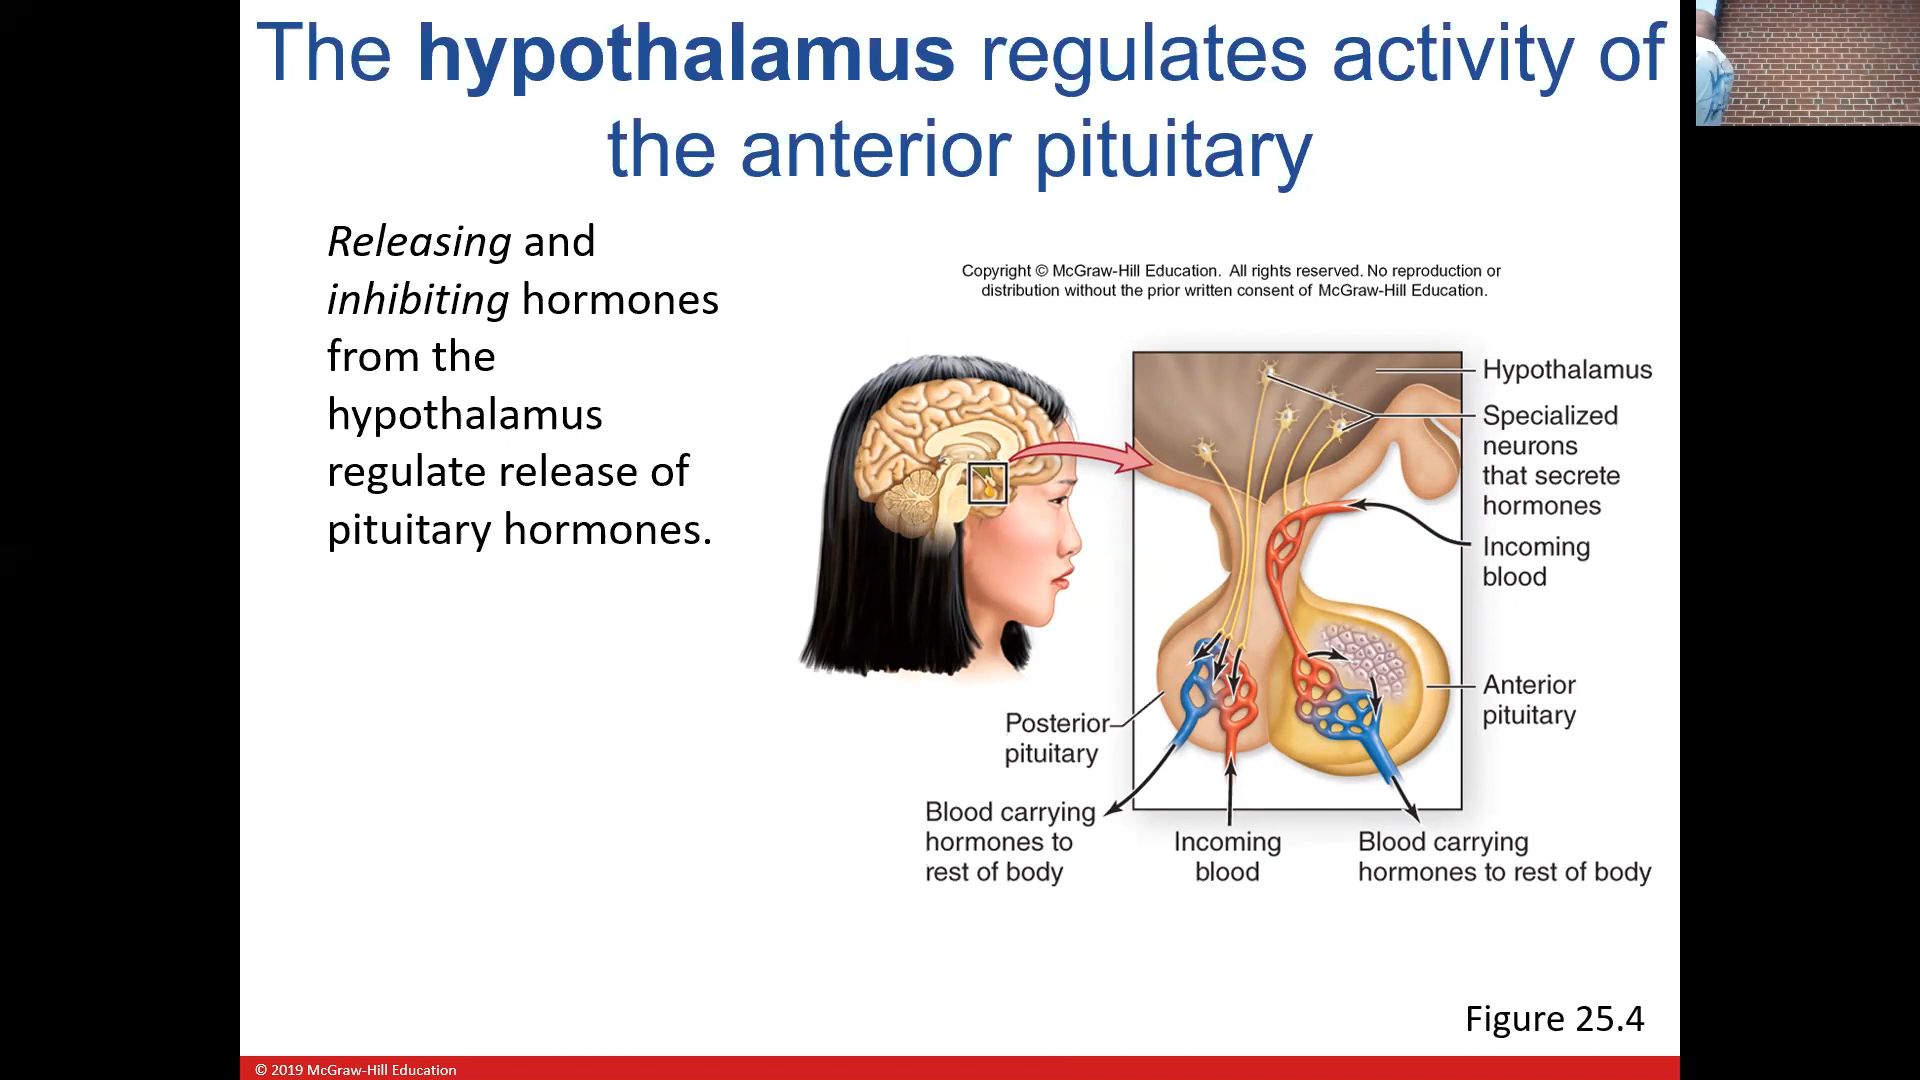 The hypothalamus regulates activity of
the anterior pituitary
Releasing and
inhibiting hormones
from the
hypothalamus
regulate release of
pituitary hormones.
Copyright © McGraw-Hill Education. All rights reserved. No reproduction or
distribution without the prior written consent of McGraw-Hill Education.
Hypothalamus
Specialized
neurons
that secrete
hormones
Incoming
blood
Anterior
pituitary
Posterior
pituitary
Blood carrying
hormones to
rest of body
Incoming
blood
Blood carrying
hormones to rest of body
Figure 25.4
© 2019 McGraw-Hill Education